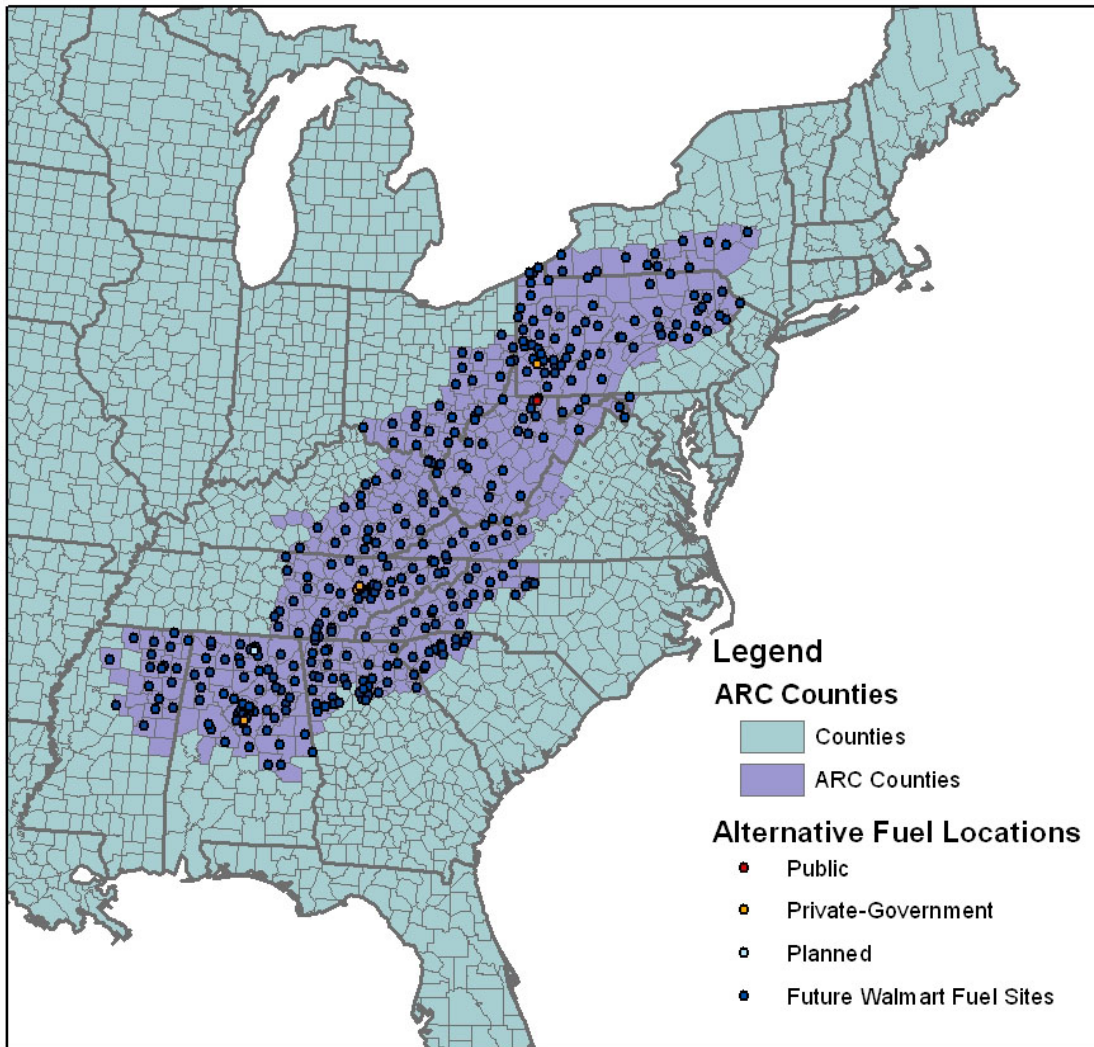 Legend
ARC Counties
Counties
ARC Counties
Alternative Fuel Locations
Public
Private-Government
Planned
Future Walmart Fuel Sites